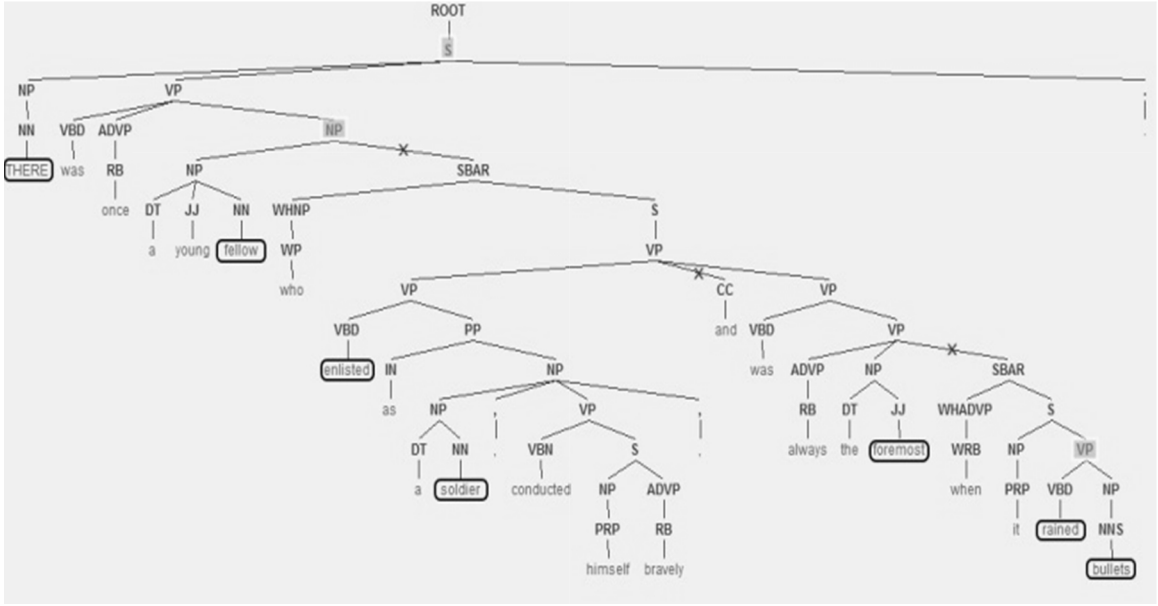 ROOT
S
NP VP
NN VBD ADVP NP
THERE was RB NP X SBAR
once DT JJ NN WHNP S
a young fellow WP VP
who VP X CC VP
VBD PP and VBD VP
enlisted IN NP was ADVP NP X SBAR
as NP , VP , RB DT JJ WHADVP S
DT NN VBN S always the foremost WRB NP VP
a soldier conducted NP ADVP when PRP VBD NP
PRP RB it rained NNS
himself bravely bullets